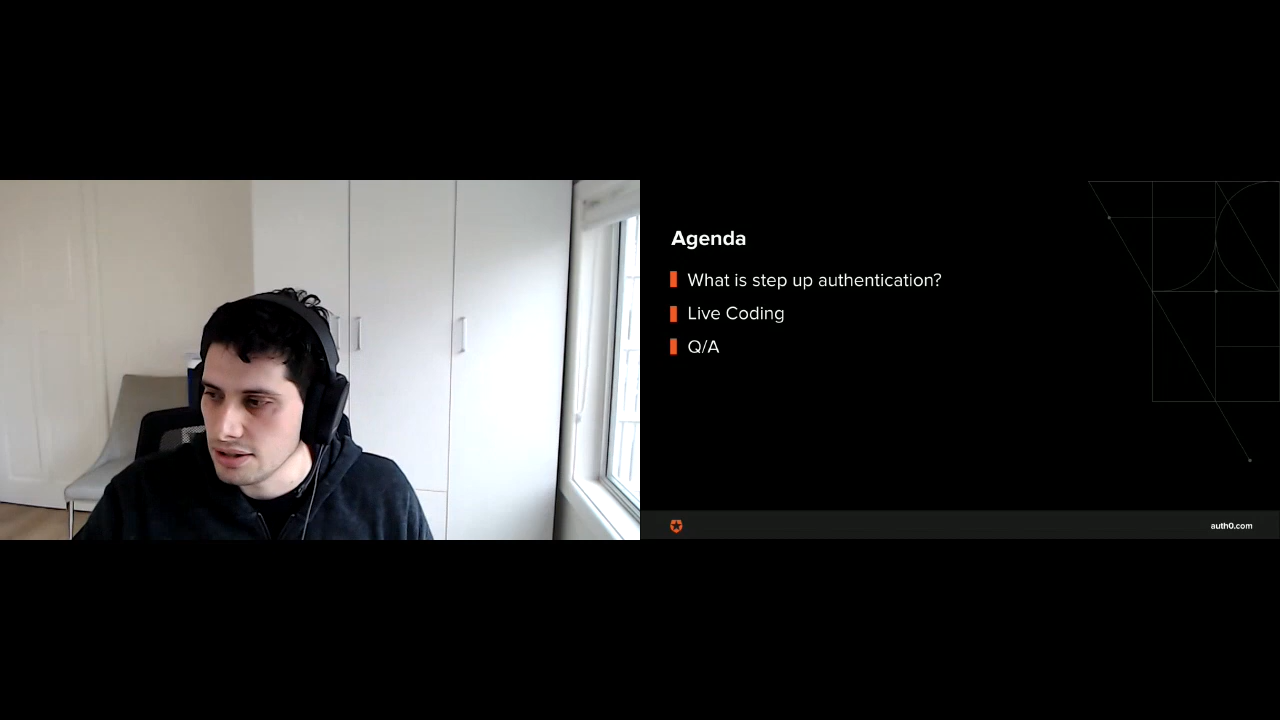 Agenda
What is step up authentication?
Live Coding
Q/A
auth0.com